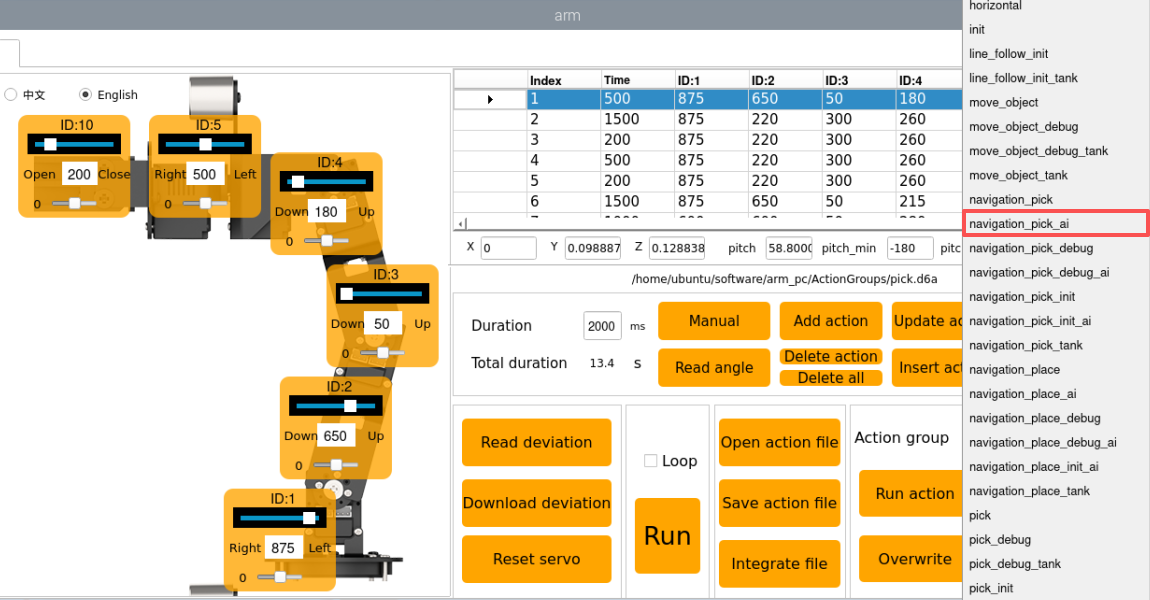 arm
中文
English
ID:10
Open 200 Close
0
ID:5
Right 500 Left
0
ID:4
Down 180 Up
0
ID:3
Down 50 Up
0
ID:2
Down 650 Up
0
ID:1
Right 875 Left
0
Index Time ID:1 ID:2 ID:3 ID:4
1 500 875 650 50 180
2 1500 875 220 300 260
3 200 875 220 300 260
4 500 875 220 300 260
5 200 875 220 300 260
6 1500 875 650 50 215
X 0 Y 0.098887 Z 0.128838 pitch 58.800 pitch_min -180 pitc
/home/ubuntu/software/arm_pc/ActionGroups/pick.d6a
Duration 2000 ms
Total duration 13.4 S
Manual
Add action
Update ac
Read angle
Delete action
Delete all
Insert act
Read deviation
Download deviation
Reset servo
Loop
Run
Open action file
Save action file
Integrate file
Action group
Run action
Overwrite
horizontal
init
line_follow_init
line_follow_init_tank
move_object
move_object_debug
move_object_debug_tank
move_object_tank
navigation_pick
navigation_pick_ai
navigation_pick_debug
navigation_pick_debug_ai
navigation_pick_init
navigation_pick_init_ai
navigation_pick_tank
navigation_place
navigation_place_ai
navigation_place_debug
navigation_place_debug_ai
navigation_place_init_ai
navigation_place_tank
pick
pick_debug
pick_debug_tank
pick_init